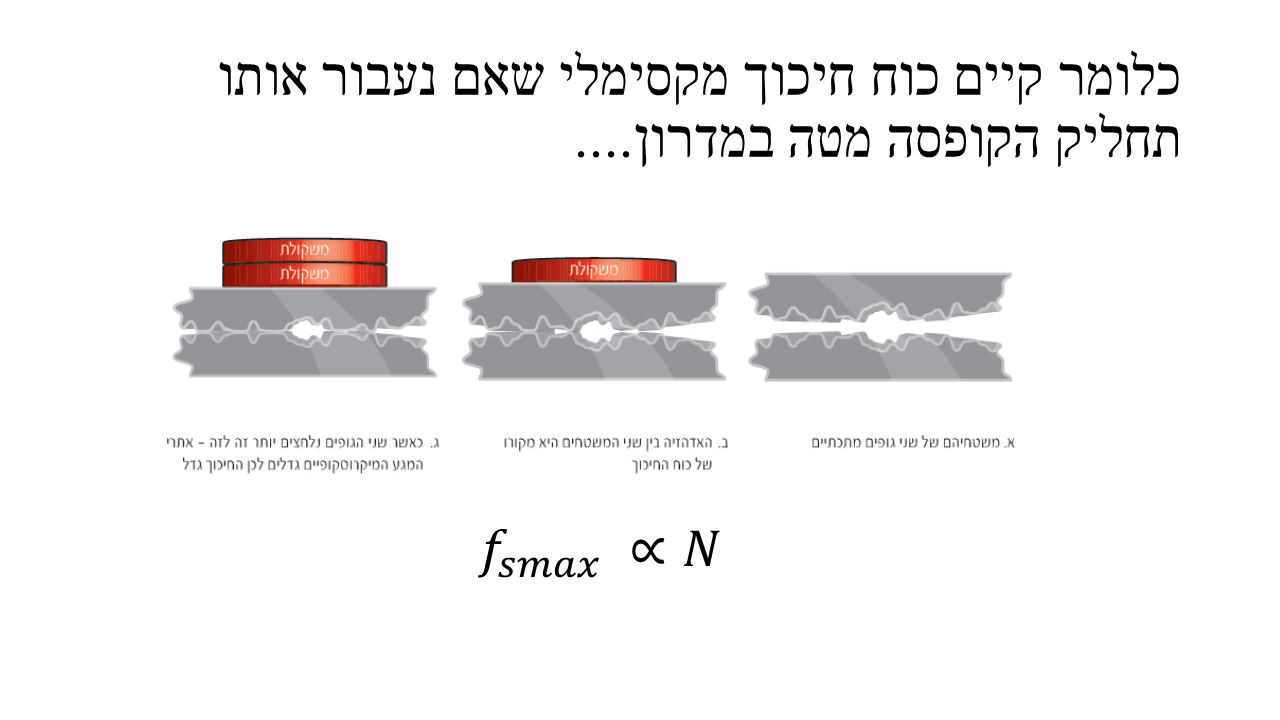 כלומר קיים כוח חיכוך מקסימלי שאם נעבור אותו
תחליק הקופסה מטה במדרון....
משקולת
משקולת
משקולת
א. משטחיהם של שני גופים מתכתיים
ב. האדהזיה בין שני המשטחים היא מקורו
של כוח החיכוך
ג. כאשר שני הגופים נלחצים יותר זה לזה – אתרי
המגע המיקרוסקופיים גדלים לכן החיכוך גדל
f_{smax} ∝ N